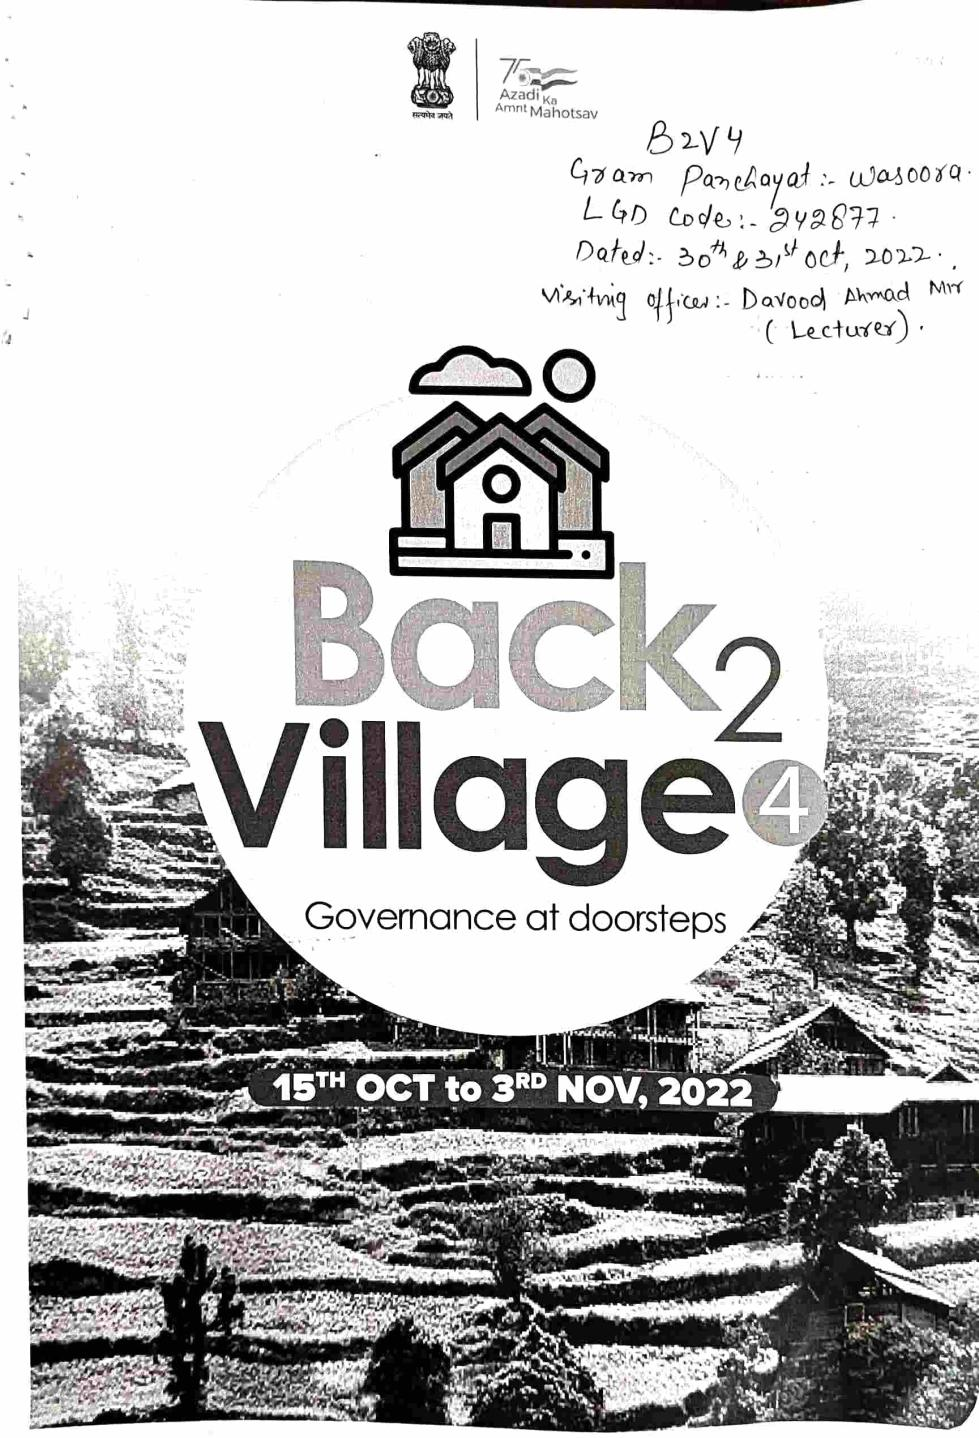 सत्यमेव जयते
75
Azadi Ka
Amrit Mahotsav
B2V4
Gram Panchayat :- Wasoora.
LGD Code :- 242877.
Dated :- 30th & 31st Oct, 2022.
Visiting officer :- Davood Ahmad Mir
(Lecturer).
Back 2
Village 4
Governance at doorsteps
15TH OCT to 3RD NOV, 2022